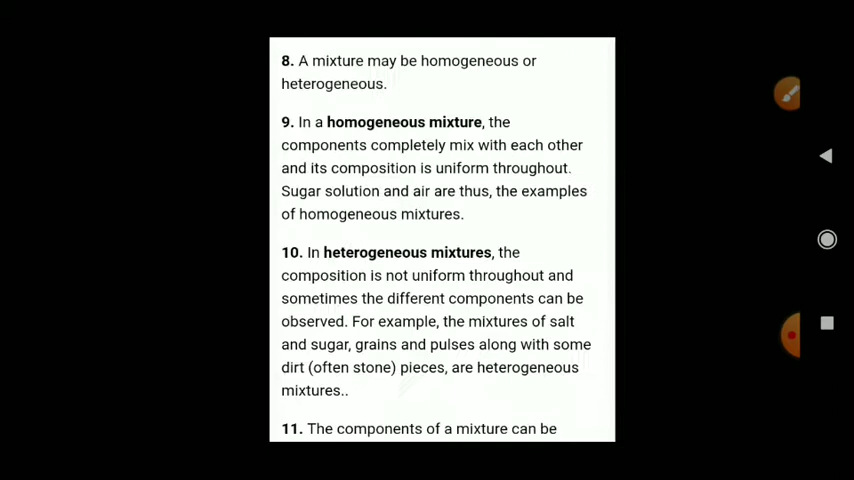 8. A mixture may be homogeneous or
heterogeneous.
9. In a homogeneous mixture, the
components completely mix with each other
and its composition is uniform throughout.
Sugar solution and air are thus, the examples
of homogeneous mixtures.
10. In heterogeneous mixtures, the
composition is not uniform throughout and
sometimes the different components can be
observed. For example, the mixtures of salt
and sugar, grains and pulses along with some
dirt (often stone) pieces, are heterogeneous
mixtures..
11. The components of a mixture can be